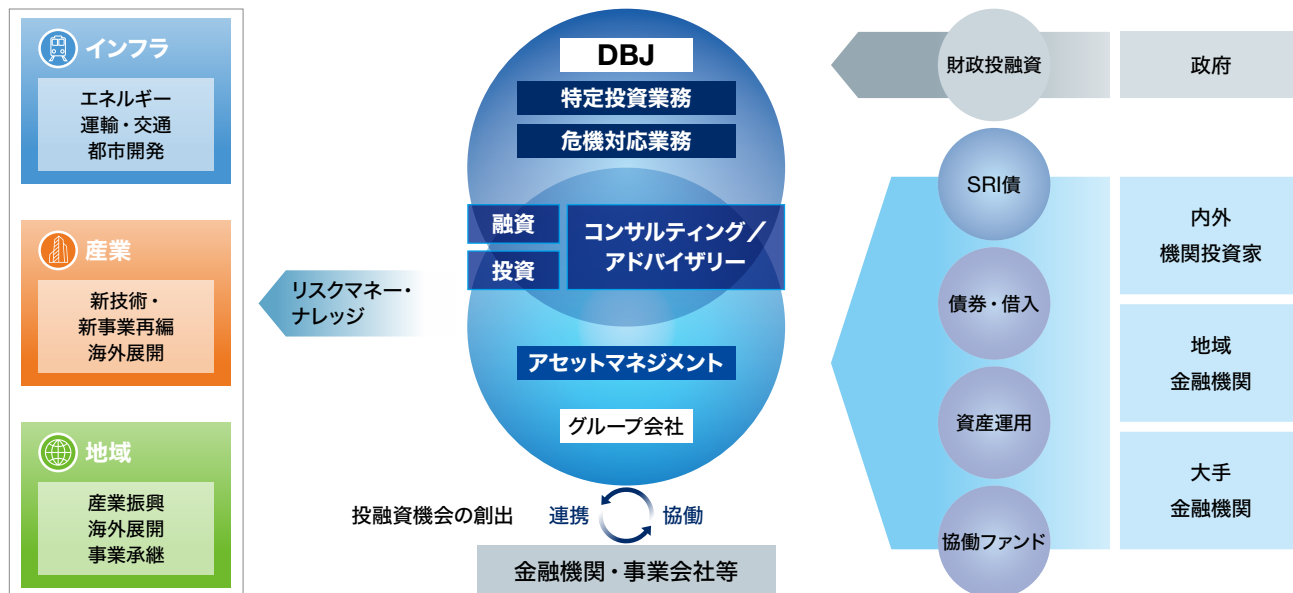 インフラ
エネルギー
運輸・交通
都市開発
産業
新技術・
新事業再編
海外展開
地域
産業振興
海外展開
事業承継
リスクマネー・
ナレッジ
DBJ
特定投資業務
危機対応業務
融資
投資
コンサルティング／
アドバイザリー
アセットマネジメント
グループ会社
投融資機会の創出 連携 協働
金融機関・事業会社等
財政投融資
SRI債
債券・借入
資産運用
協働ファンド
政府
内外
機関投資家
地域
金融機関
大手
金融機関